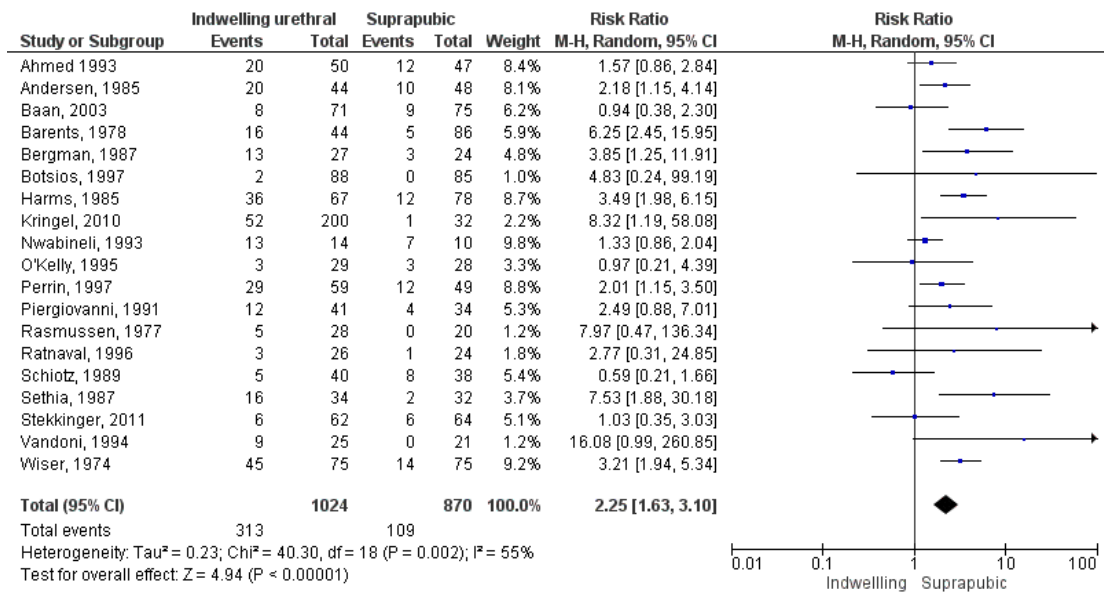 Indwelling urethral Suprapubic Risk Ratio Risk Ratio
Study or Subgroup Events Total Events Total Weight M-H, Random, 95% CI M-H, Random, 95% CI
Ahmed 1993 20 50 12 47 8.4% 1.57 [0.86, 2.84]
Andersen, 1985 20 44 10 48 8.1% 2.18 [1.15, 4.14]
Baan, 2003 8 71 9 75 6.2% 0.94 [0.38, 2.30]
Barents, 1978 16 44 5 86 5.9% 6.25 [2.45, 15.95]
Bergman, 1987 13 27 3 24 4.8% 3.85 [1.25, 11.91]
Botsios, 1997 2 88 0 85 1.0% 4.83 [0.24, 99.19]
Harms, 1985 36 67 12 78 8.7% 3.49 [1.98, 6.15]
Kringel, 2010 52 200 1 32 2.2% 8.32 [1.19, 58.08]
Nwabineli, 1993 13 14 7 10 9.8% 1.33 [0.86, 2.04]
O'Kelly, 1995 3 29 3 28 3.3% 0.97 [0.21, 4.39]
Perrin, 1997 29 59 12 49 8.8% 2.01 [1.15, 3.50]
Piergiovanni, 1991 12 41 4 34 5.3% 2.49 [0.88, 7.01]
Rasmussen, 1977 5 28 0 20 1.2% 7.97 [0.47, 136.34]
Ratnaval, 1996 3 26 1 24 1.8% 2.77 [0.31, 24.85]
Schiotz, 1989 5 40 8 38 5.4% 0.59 [0.21, 1.66]
Sethia, 1987 16 34 2 32 3.7% 7.53 [1.88, 30.18]
Stekkinger, 2011 6 62 6 64 5.1% 1.03 [0.35, 3.03]
Vandoni, 1994 9 25 0 21 1.2% 16.08 [0.99, 260.85]
Wiser, 1974 45 75 14 75 9.2% 3.21 [1.94, 5.34]
Total (95% CI) 1024 870 100.0% 2.25 [1.63, 3.10]
Total events 313 109
Heterogeneity: Tau² = 0.23; Chi² = 40.30, df = 18 (P = 0.002); I² = 55%
Test for overall effect: Z = 4.94 (P < 0.00001)
0.01 0.1 1 10 100
Indwellling Suprapubic